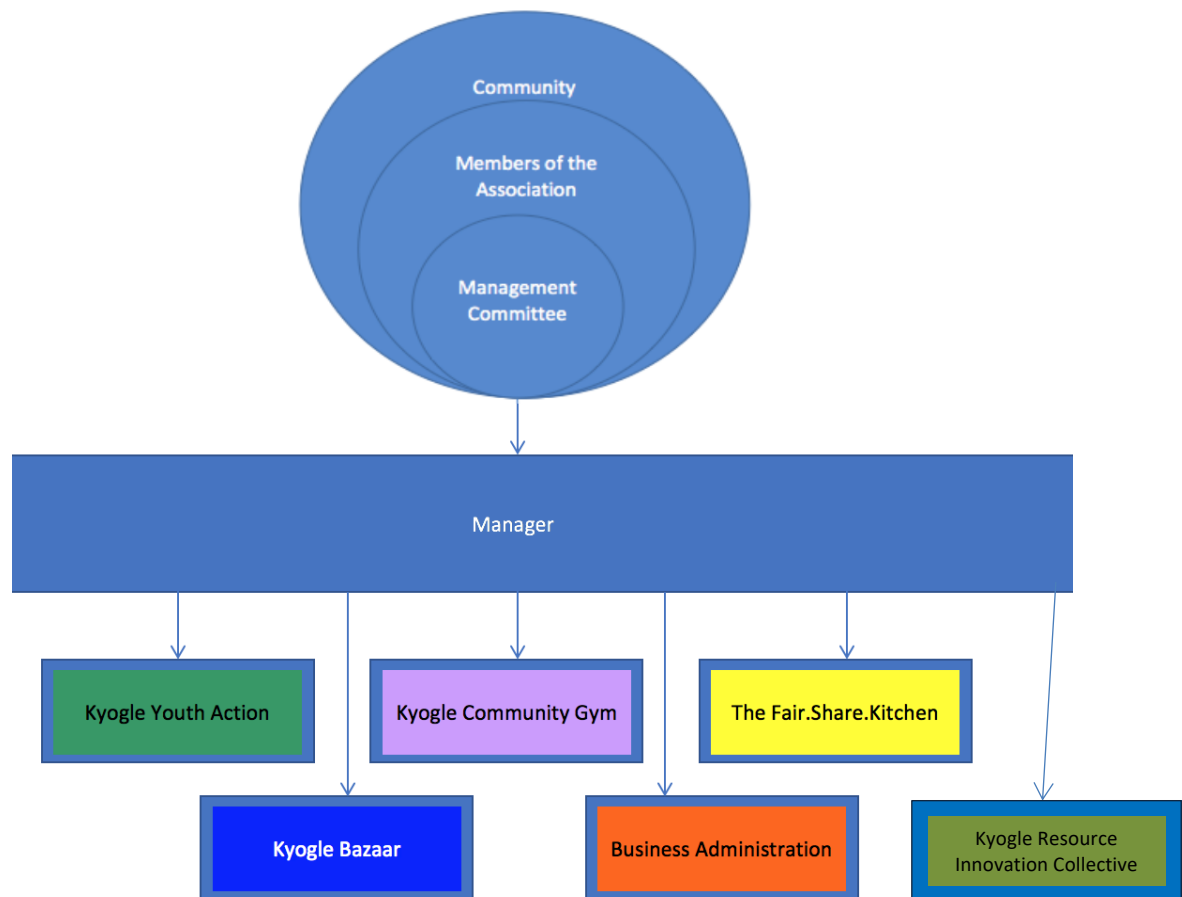 Community
Members of the
Association
Management
Committee
Manager
Kyogle Youth Action
Kyogle Community Gym
The Fair.Share.Kitchen
Kyogle Bazaar
Business Administration
Kyogle Resource
Innovation Collective